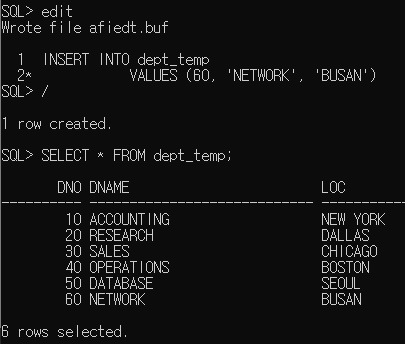 SQL> edit
Wrote file afiedt.buf
1 INSERT INTO dept_temp
2* VALUES (60, 'NETWORK', 'BUSAN')
SQL> /
1 row created.
SQL> SELECT * FROM dept_temp;
DNO DNAME LOC
---------- ---------------------------- --------------------------
10 ACCOUNTING NEW YORK
20 RESEARCH DALLAS
30 SALES CHICAGO
40 OPERATIONS BOSTON
50 DATABASE SEOUL
60 NETWORK BUSAN
6 rows selected.